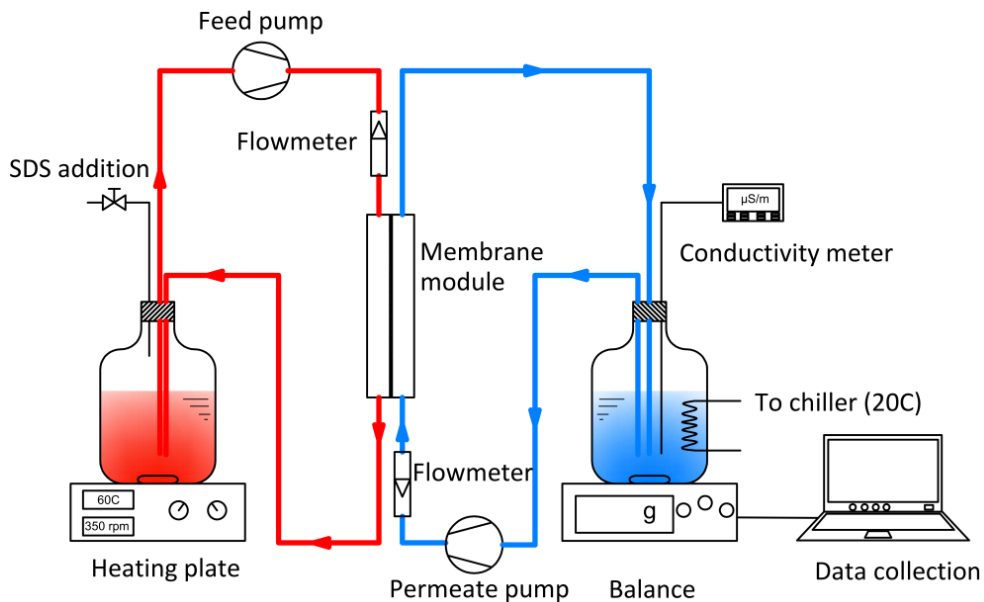 Feed pump
Flowmeter
SDS addition
µS/m
Conductivity meter
Membrane
module
To chiller (20C)
Flowmeter
60C
350 rpm
g
Heating plate
Permeate pump
Balance
Data collection